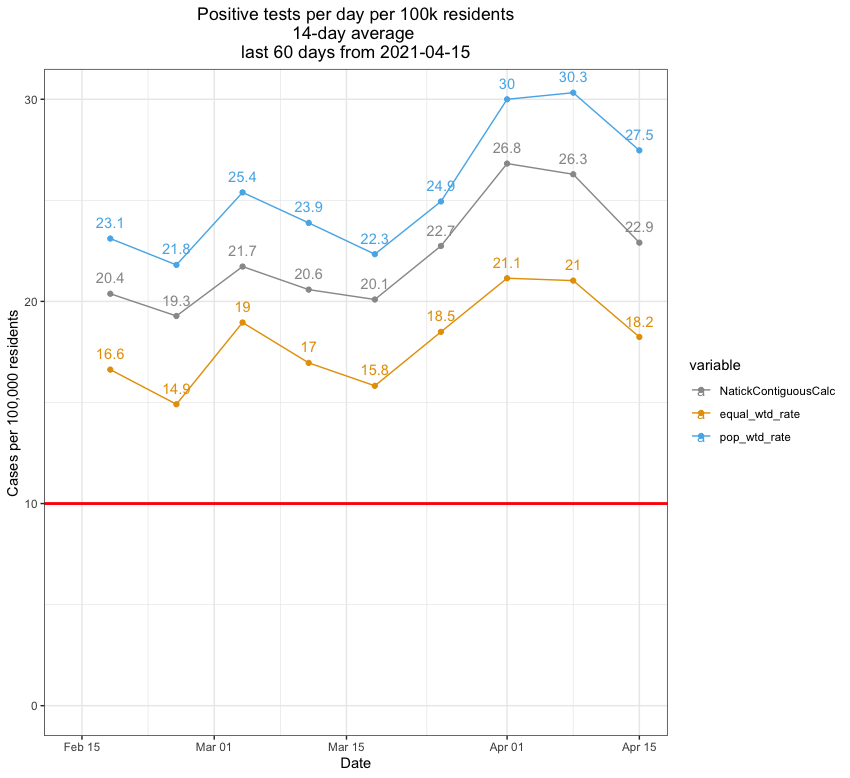 Positive tests per day per 100k residents
14-day average
last 60 days from 2021-04-15
Cases per 100,000 residents
30
20
10
0
23.1
21.8
25.4
23.9
22.3
24.9
30
30.3
27.5
20.4
19.3
21.7
20.6
20.1
22.7
26.8
26.3
22.9
16.6
14.9
19
17
15.8
18.5
21.1
21
18.2
Feb 15
Mar 01
Mar 15
Apr 01
Apr 15
Date
variable
a NatickContiguousCalc
a equal_wtd_rate
a pop_wtd_rate